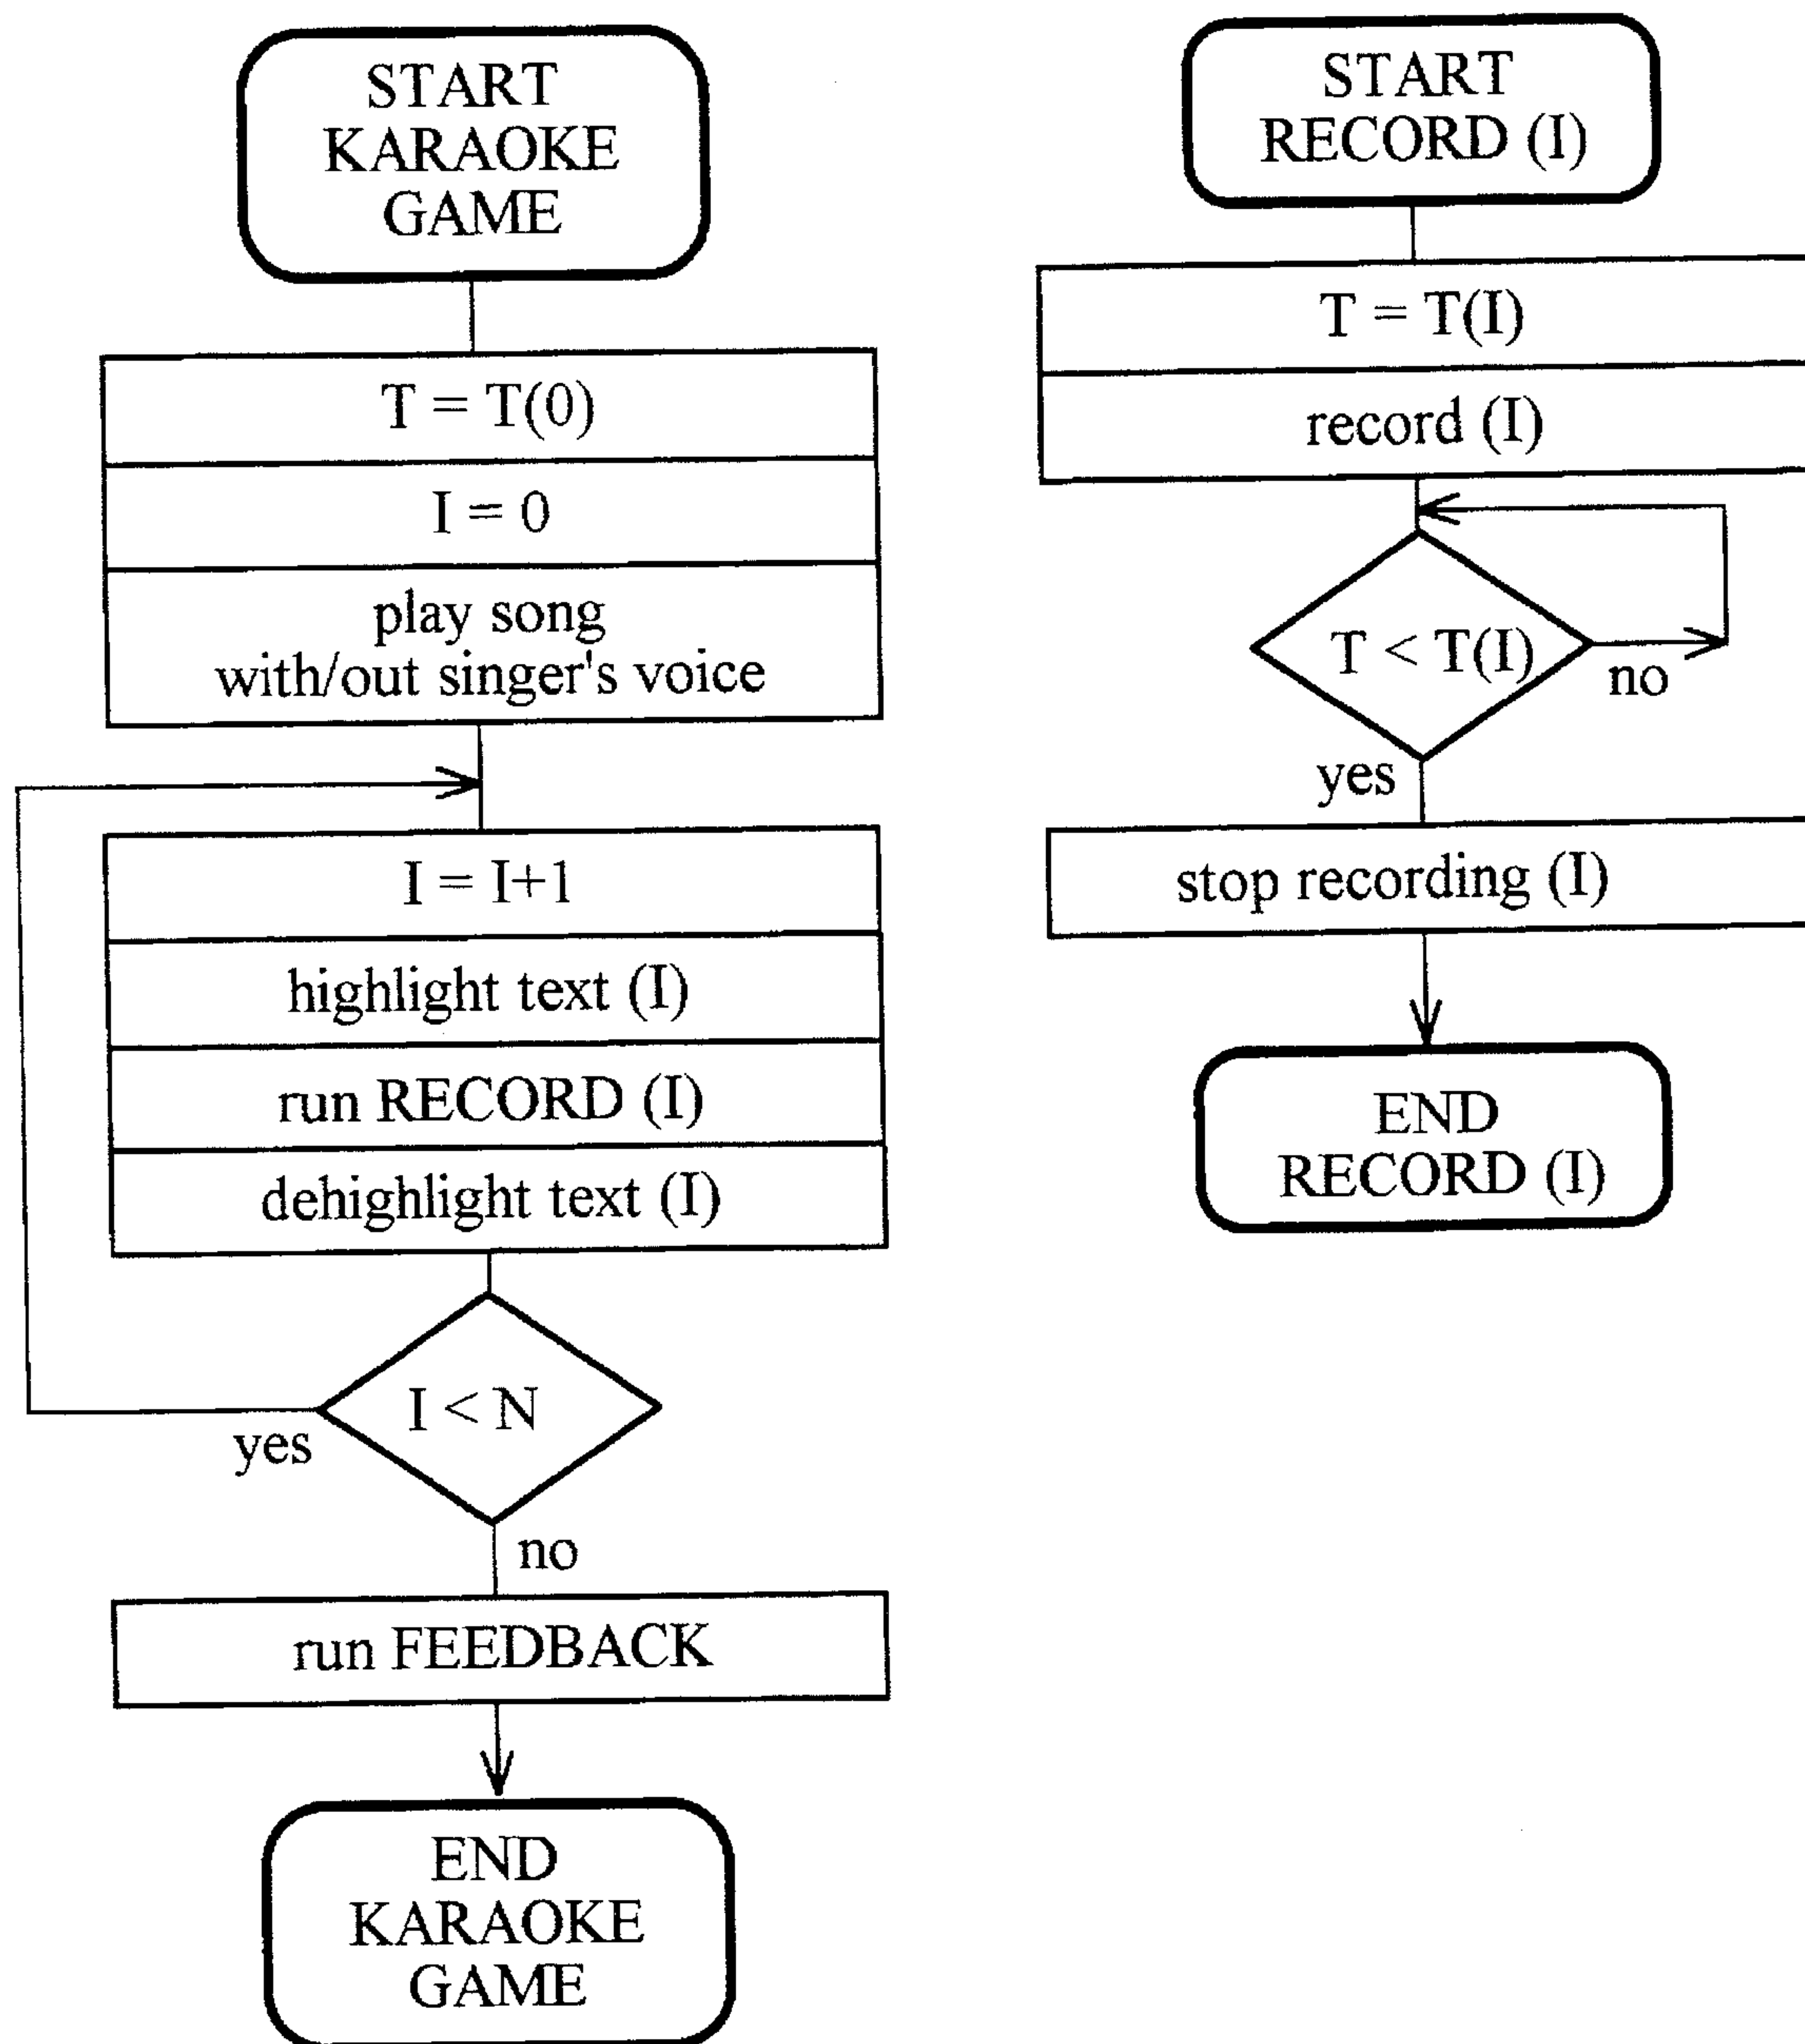 START
KARAOKE
GAME
T = T(0)
I = 0
play song
with/out singer's voice
I = I+1
highlight text (I)
run RECORD (I)
dehighlight text (I)
I < N
yes
no
run FEEDBACK
END
KARAOKE
GAME
START
RECORD (I)
T = T(I)
record (I)
T < T(I)
no
yes
stop recording (I)
END
RECORD (I)